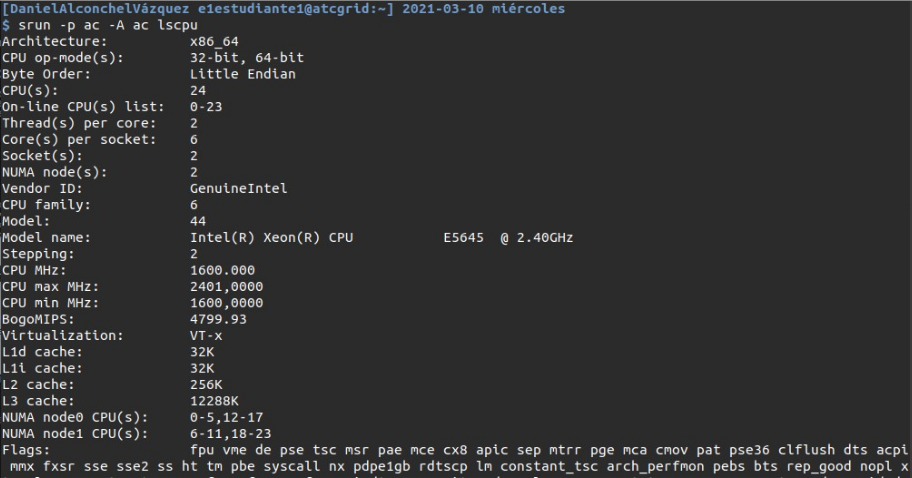 [DanielAlconchelVázquez e1estudiante1@atcgrid:~] 2021-03-10 miércoles
$ srun -p ac -A ac lscpu
Architecture:          x86_64
CPU op-mode(s):        32-bit, 64-bit
Byte Order:            Little Endian
CPU(s):                24
On-line CPU(s) list:   0-23
Thread(s) per core:    2
Core(s) per socket:    6
Socket(s):             2
NUMA node(s):          2
Vendor ID:             GenuineIntel
CPU family:            6
Model:                 44
Model name:            Intel(R) Xeon(R) CPU           E5645  @ 2.40GHz
Stepping:              2
CPU MHz:               1600.000
CPU max MHz:           2401,0000
CPU min MHz:           1600,0000
BogoMIPS:              4799.93
Virtualization:        VT-x
L1d cache:             32K
L1i cache:             32K
L2 cache:              256K
L3 cache:              12288K
NUMA node0 CPU(s):     0-5,12-17
NUMA node1 CPU(s):     6-11,18-23
Flags:                 fpu vme de pse tsc msr pae mce cx8 apic sep mtrr pge mca cmov pat pse36 clflush dts acpi
mmx fxsr sse sse2 ss ht tm pbe syscall nx pdpe1gb rdtscp lm constant_tsc arch_perfmon pebs bts rep_good nopl x